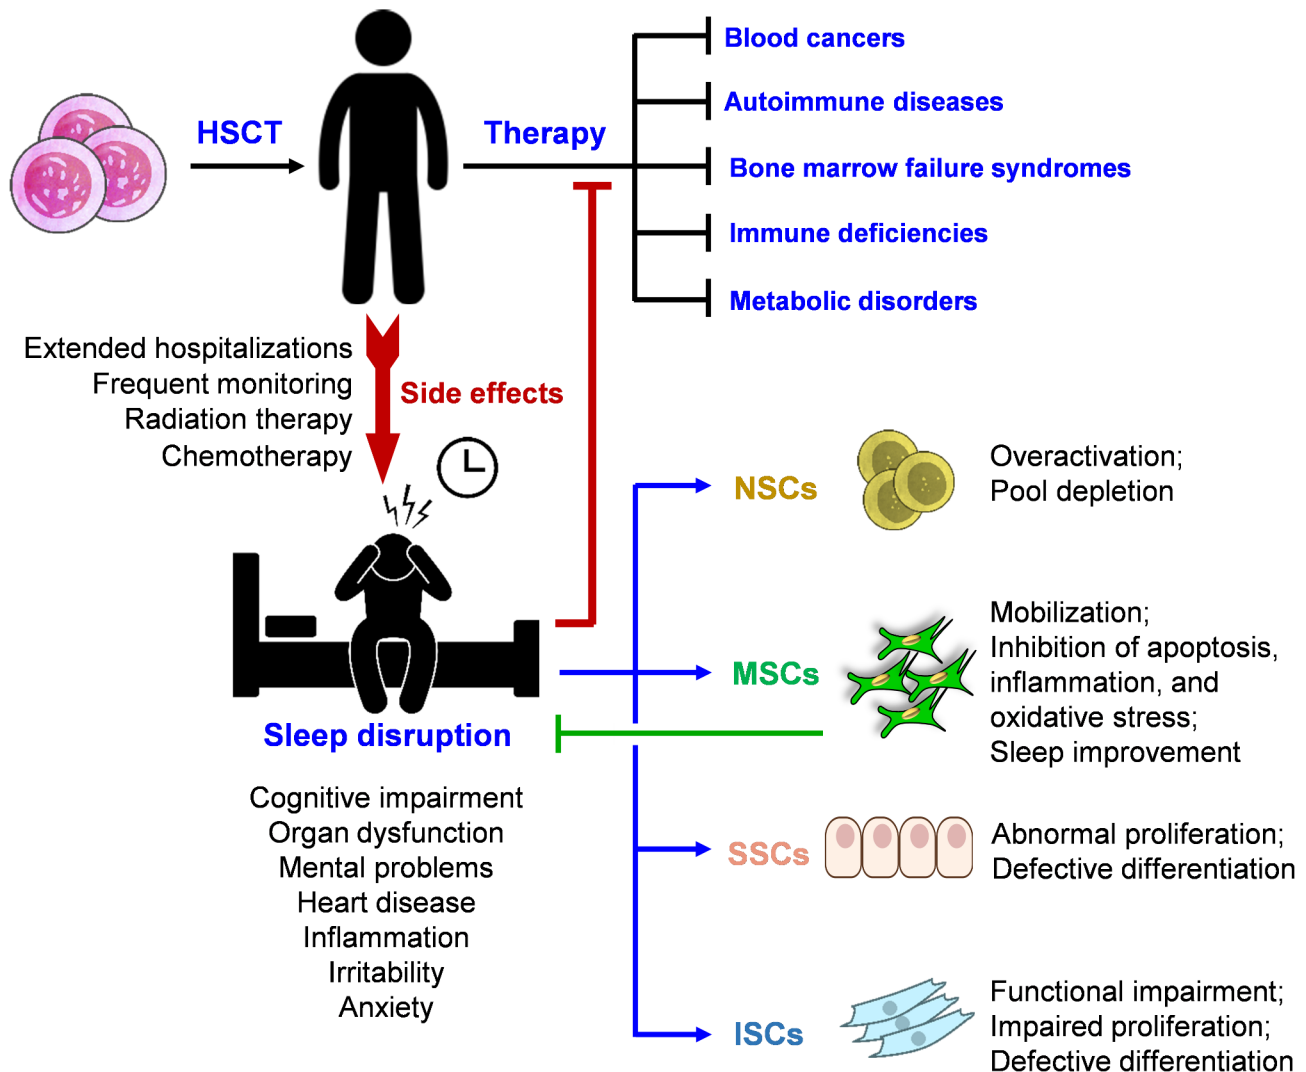 HSCT
Therapy
Blood cancers
Autoimmune diseases
Bone marrow failure syndromes
Immune deficiencies
Metabolic disorders
Extended hospitalizations
Frequent monitoring
Radiation therapy
Chemotherapy
Side effects
Sleep disruption
Cognitive impairment
Organ dysfunction
Mental problems
Heart disease
Inflammation
Irritability
Anxiety
NSCs
Overactivation;
Pool depletion
MSCs
Mobilization;
Inhibition of apoptosis,
inflammation, and
oxidative stress;
Sleep improvement
SSCs
Abnormal proliferation;
Defective differentiation
ISCs
Functional impairment;
Impaired proliferation;
Defective differentiation